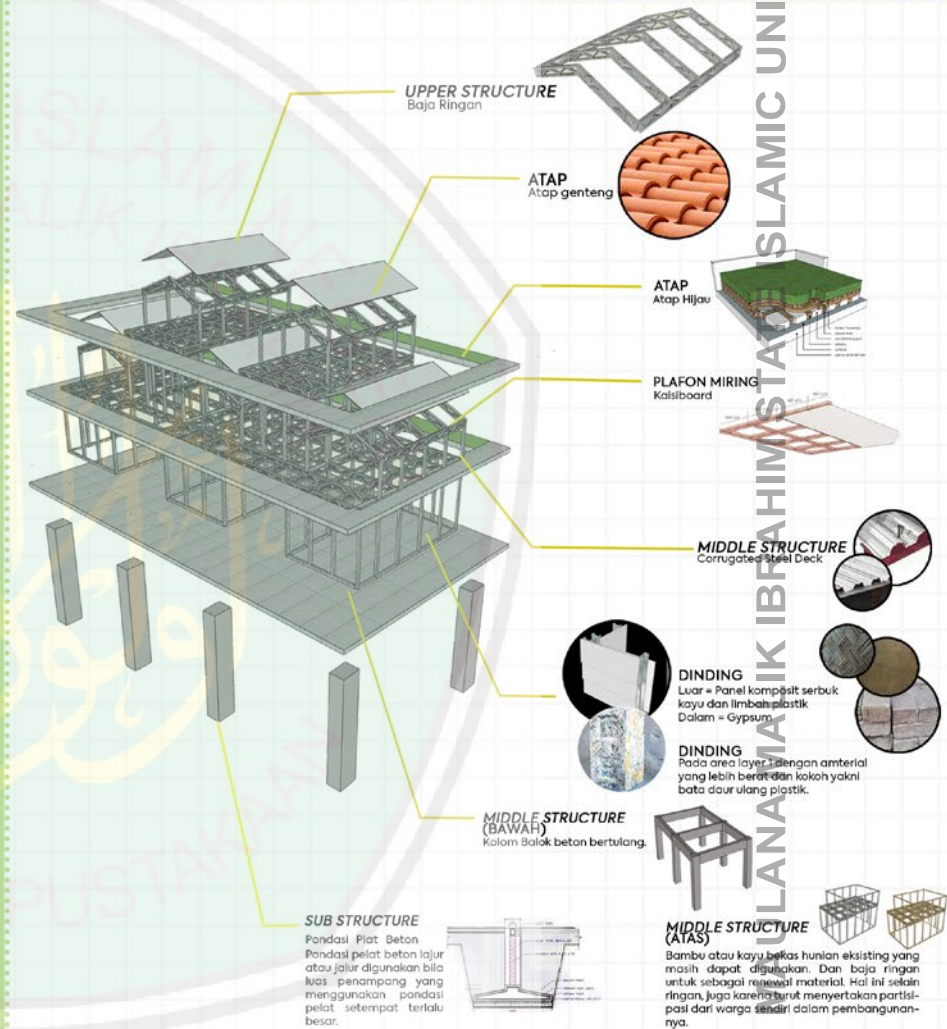 UPPER STRUCTURE
Baja Ringan
ATAP
Atap genteng
ATAP
Atap Hijau
PLAFON MIRING
Kalsiboard
MIDDLE STRUCTURE
Corrugated Steel Deck
DINDING
Luar = Panel komposit serbuk
kayu dan limbah plastik
Dalam = Gypsum
DINDING
Pada area layer 1 dengan amterial
yang lebih berat dan kokoh yakni
bata daur ulang plastik.
MIDDLE STRUCTURE
(BAWAH)
Kolom Balok beton bertulang.
SUB STRUCTURE
Pondasi Plat Beton
Pondasi pelat beton lajur
atau jalur digunakan bila
luas penampang yang
menggunakan pondasi
pelat setempat terlalu
besar.
MIDDLE STRUCTURE
(ATAS)
Bambu atau kayu bekas hunian eksisting yang
masih dapat digunakan. Dan baja ringan
untuk sebagai renewal material. Hal ini selain
ringan, juga karena turut menyertakan partisi-
pasi dari warga sendiri dalam pembangunan-
nya.
MAULANA MALIK IBRAHIM STATE ISLAMIC UNI
ISLAM NE
ALIK I
PUSTAKAAN